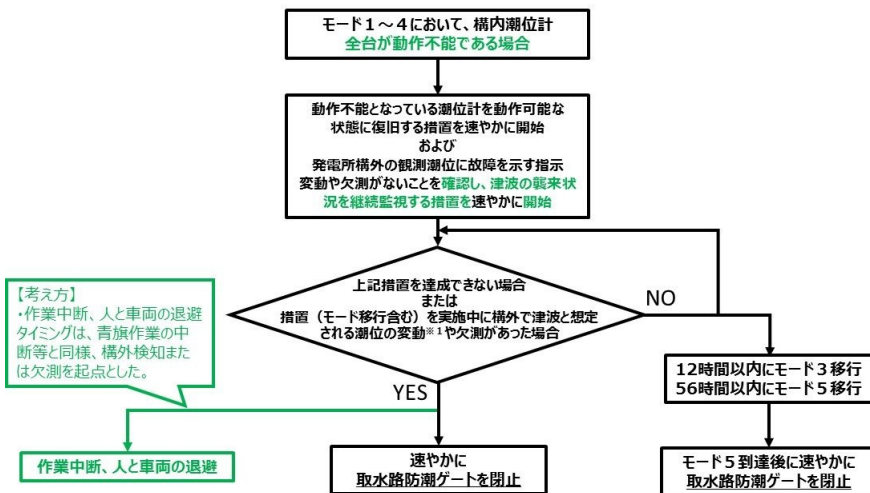 モード1～4において、構内潮位計
全台が動作不能である場合
動作不能となっている潮位計を動作可能な
状態に復旧する措置を速やかに開始
および
発電所構外の観測潮位に故障を示す指示
変動や欠測がないことを確認し、津波の襲来状
況を継続監視する措置を速やかに開始
上記措置を達成できない場合
または
措置（モード移行含む）を実施中に構外で津波と想定
される潮位の変動※1や欠測があった場合
NO
YES
【考え方】
・作業中断、人と車両の退避
タイミングは、青旗作業の中
断等と同様、構外検知また
は欠測を起点とした。
12時間以内にモード3移行
56時間以内にモード5移行
作業中断、人と車両の退避
速やかに
取水路防潮ゲートを閉止
モード5到達後に速やかに
取水路防潮ゲートを閉止